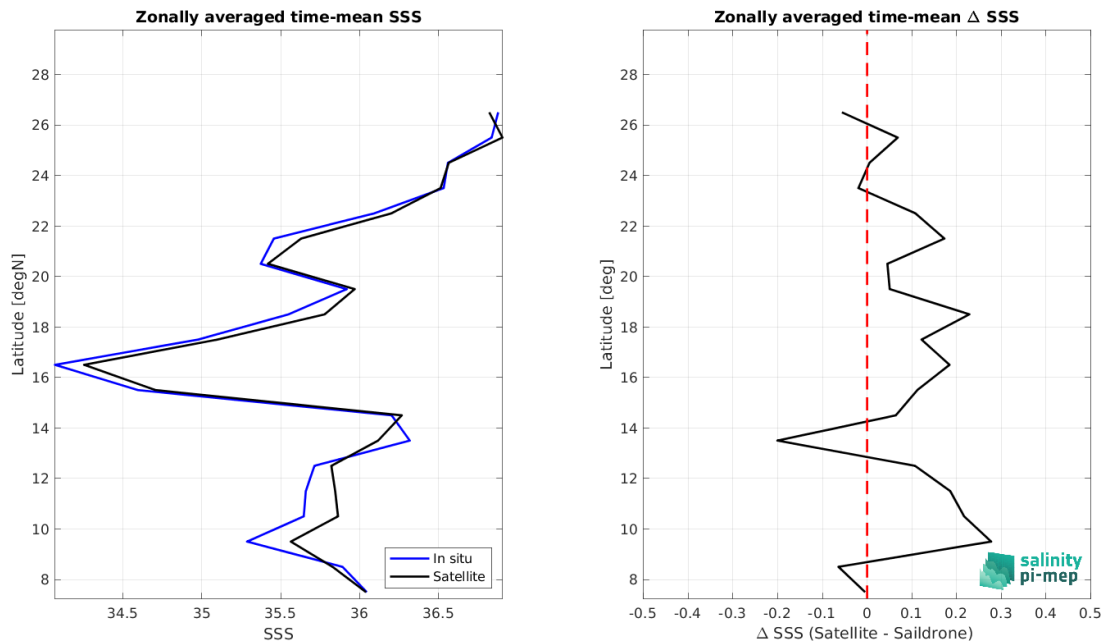 Zonally averaged time-mean SSS
Latitude [degN]
28
26
24
22
20
18
16
14
12
10
8
34.5 35 35.5 36 36.5
SSS
In situ
Satellite
Zonally averaged time-mean Δ SSS
Latitude [deg]
28
26
24
22
20
18
16
14
12
10
8
-0.5 -0.4 -0.3 -0.2 -0.1 0 0.1 0.2 0.3 0.4 0.5
Δ SSS (Satellite - Saildrone)
salinity
pi-mep